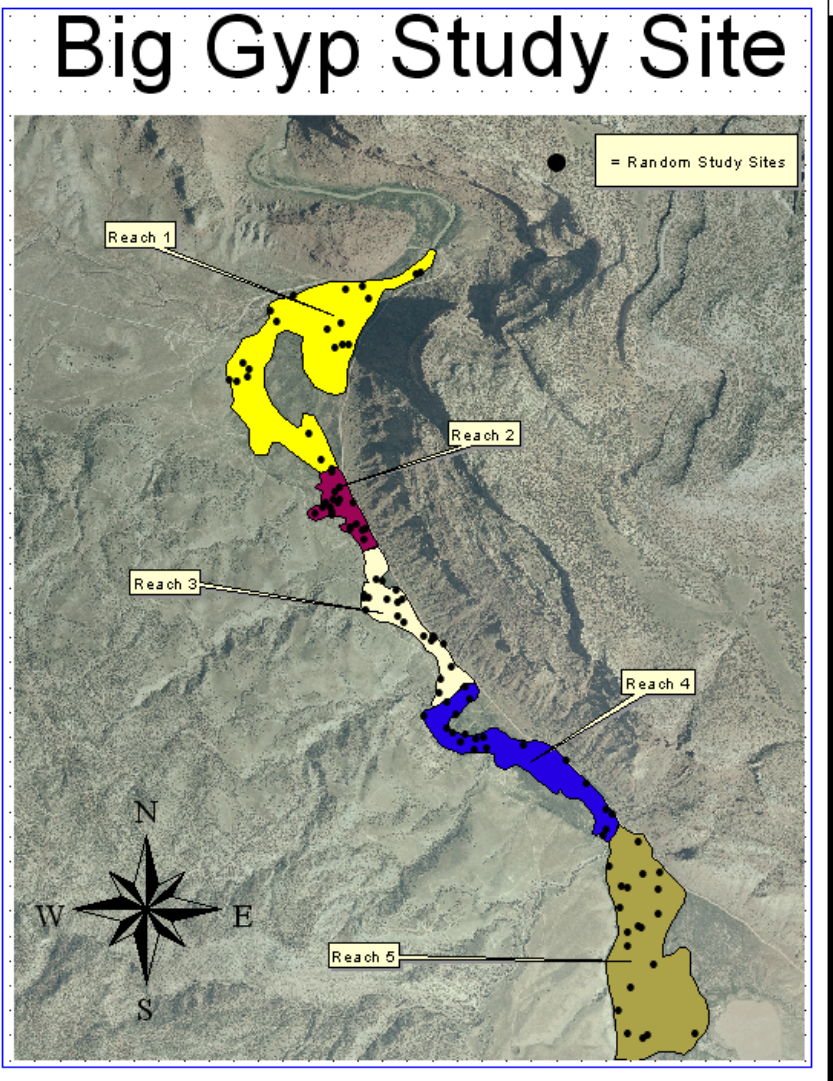 Big Gyp Study Site
= Random Study Sites
Reach 1
Reach 2
Reach 3
Reach 4
Reach 5
N
W
E
S